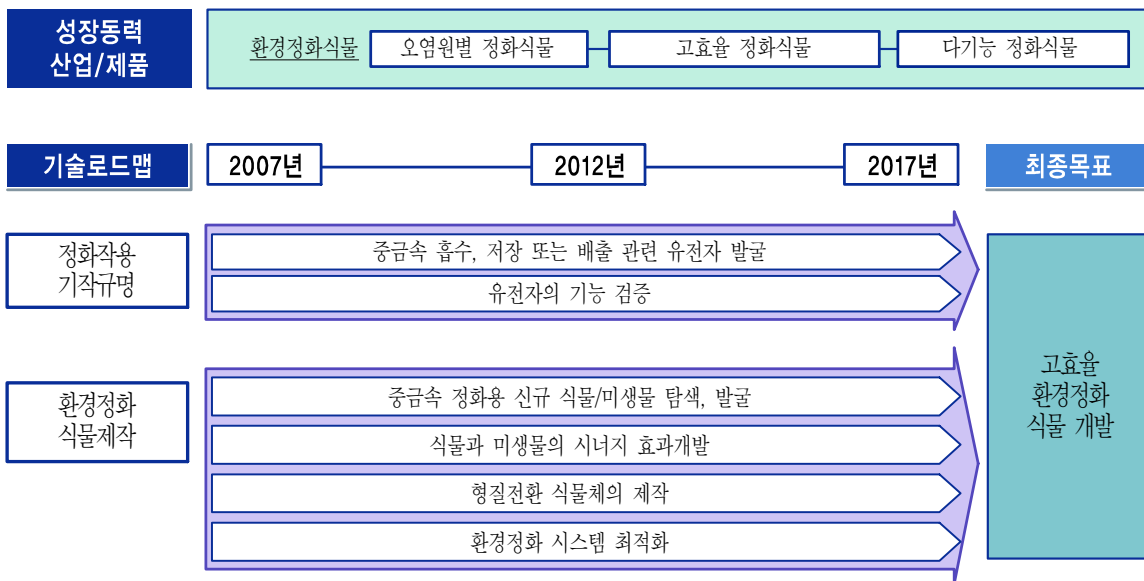 성장동력
산업/제품
환경정화식물
오염원별 정화식물
고효율 정화식물
다기능 정화식물
기술로드맵
2007년
2012년
2017년
최종목표
정화작용
기작규명
중금속 흡수, 저장 또는 배출 관련 유전자 발굴
유전자의 기능 검증
환경정화
식물제작
중금속 정화용 신규 식물/미생물 탐색, 발굴
식물과 미생물의 시너지 효과개발
형질전환 식물체의 제작
환경정화 시스템 최적화
고효율
환경정화
식물 개발